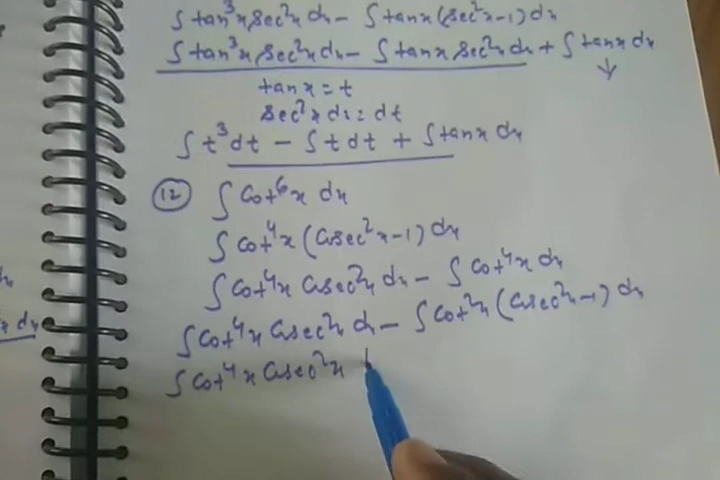 ∫tan³x sec²x dx − ∫tanx(sec²x−1)dx
∫tan³x sec²x dx − ∫tanx sec²x dx + ∫tanx dx
tanx = t
sec²x dx = dt
∫t³dt − ∫t dt + ∫tanx dx
12 ∫cot⁶x dx
∫cot⁴x(cosec²x−1)dx
∫cot⁴x cosec²x dx − ∫cot⁴x dx
∫cot⁴x cosec²x dx − ∫cot²x(cosec²x−1)dx
∫cot⁴x cosec²x
x dx